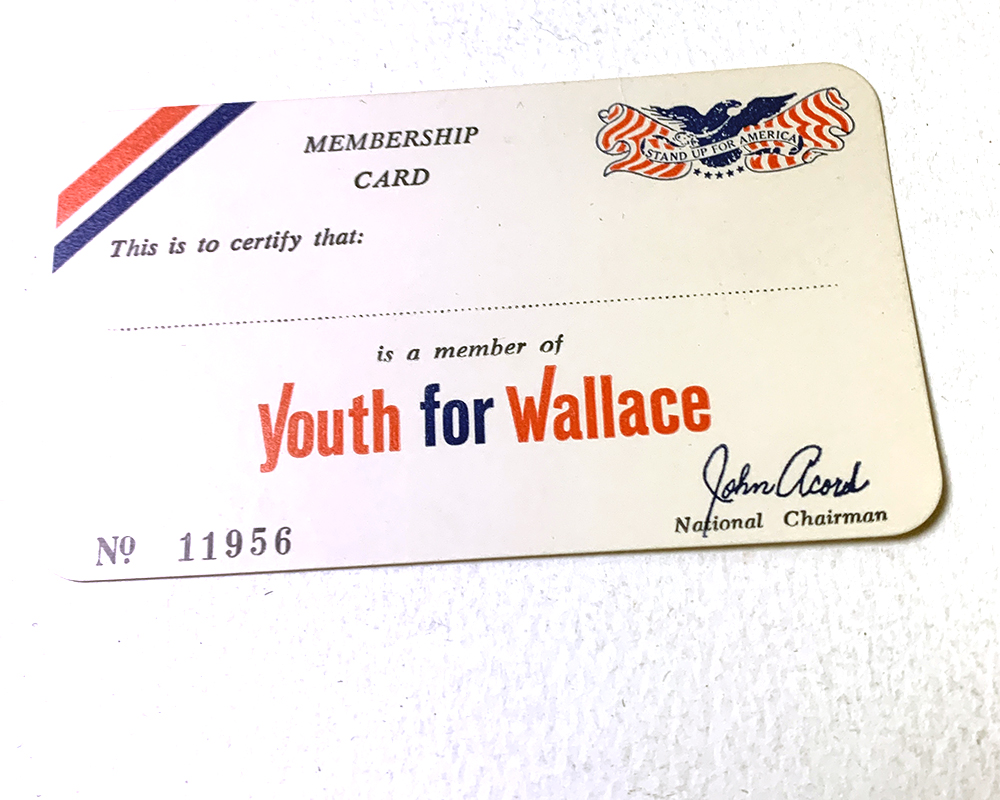 MEMBERSHIP
CARD
STAND UP FOR AMERICA
This is to certify that:
is a member of
Youth for Wallace
John Acord
National Chairman
Nº 11956